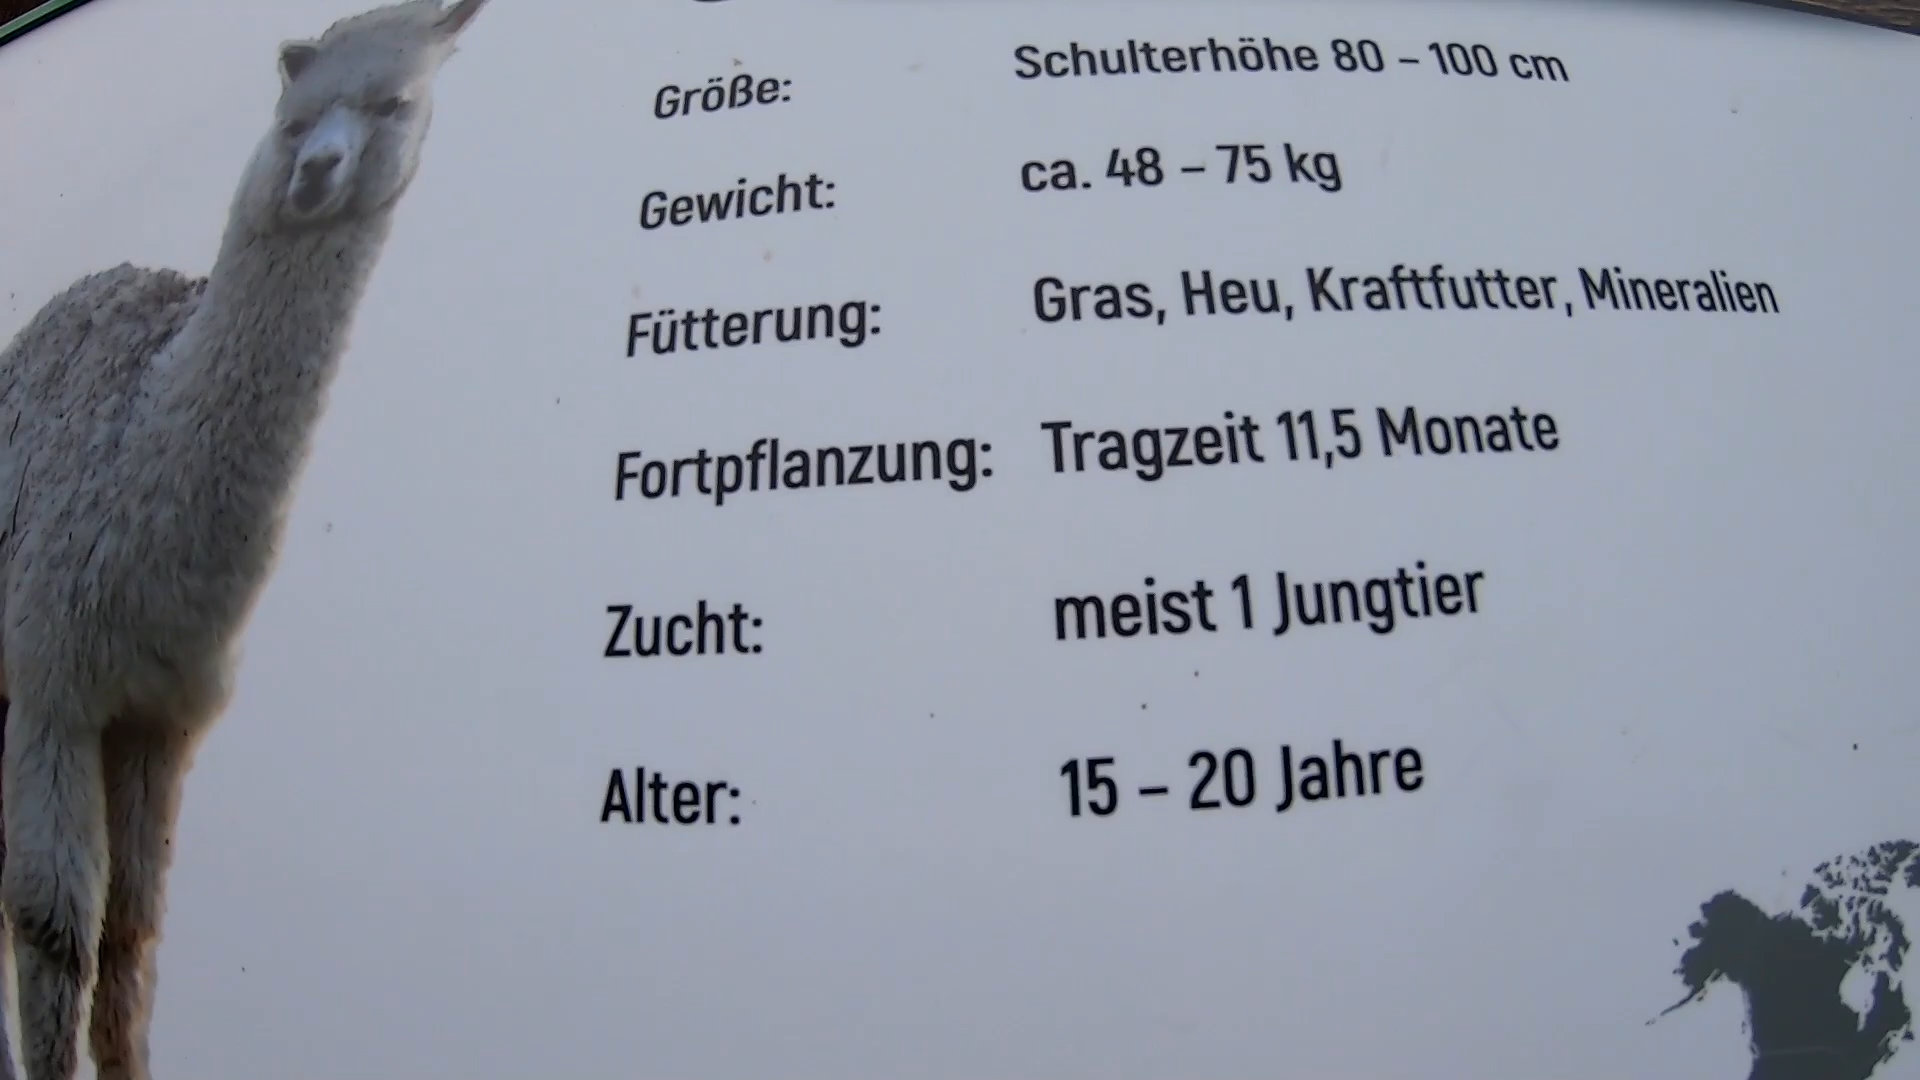 Größe: Schulterhöhe 80 – 100 cm
Gewicht: ca. 48 – 75 kg
Fütterung: Gras, Heu, Kraftfutter, Mineralien
Fortpflanzung: Tragzeit 11,5 Monate
Zucht: meist 1 Jungtier
Alter: 15 – 20 Jahre